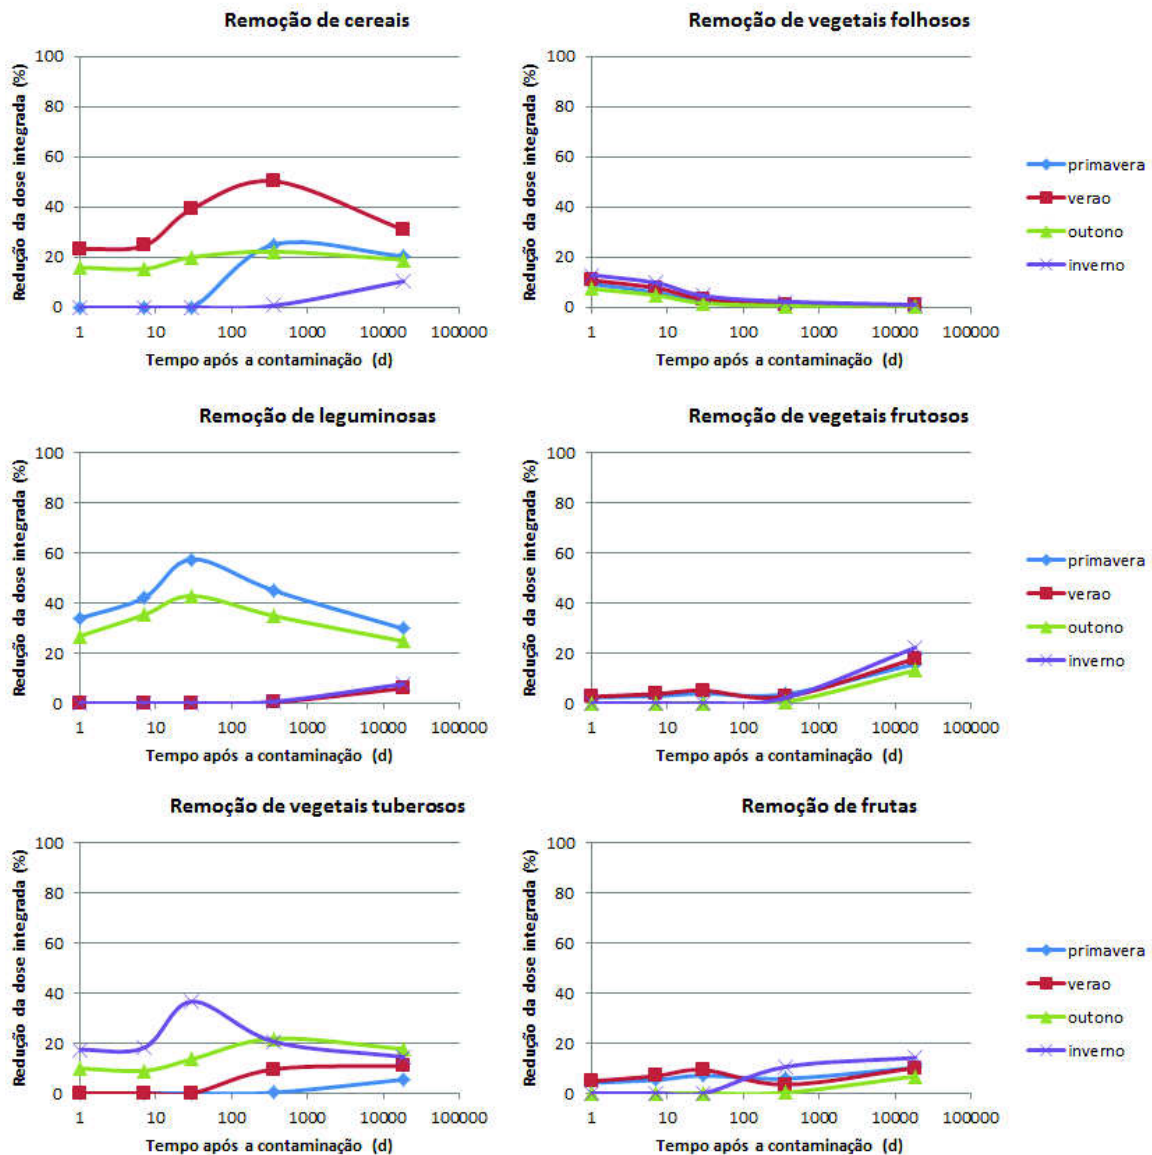 Remoção de cereais
Redução da dose integrada (%)
100
80
60
40
20
0
1 10 100 1000 10000 100000
Tempo após a contaminação (d)
Remoção de vegetais folhosos
Redução da dose integrada (%)
100
80
60
40
20
0
1 10 100 1000 10000 100000
Tempo após a contaminação (d)
primavera
verao
outono
inverno
Remoção de leguminosas
Redução da dose integrada (%)
100
80
60
40
20
0
1 10 100 1000 10000 100000
Tempo após a contaminação (d)
Remoção de vegetais frutosos
Redução da dose integrada (%)
100
80
60
40
20
0
1 10 100 1000 10000 100000
Tempo após a contaminação (d)
primavera
verao
outono
inverno
Remoção de vegetais tuberosos
Redução da dose integrada (%)
100
80
60
40
20
0
1 10 100 1000 10000 100000
Tempo após a contaminação (d)
Remoção de frutas
Redução da dose integrada (%)
100
80
60
40
20
0
1 10 100 1000 10000 100000
Tempo após a contaminação (d)
primavera
verao
outono
inverno